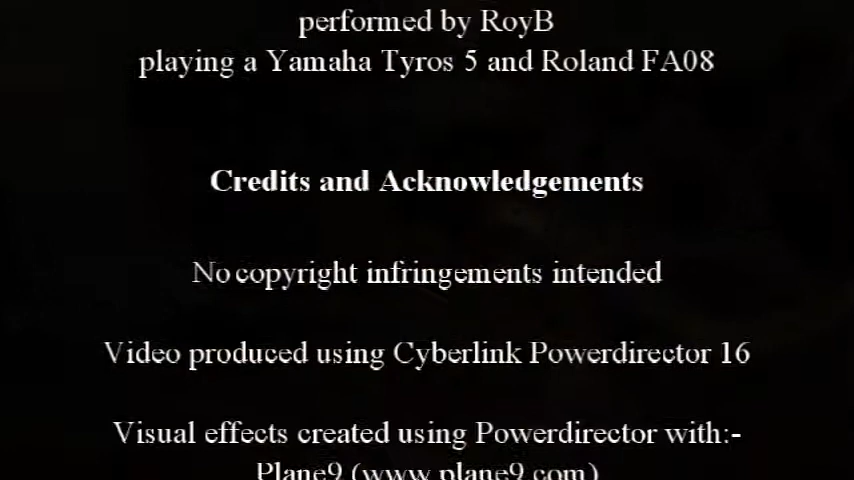 performed by RoyB
playing a Yamaha Tyros 5 and Roland FA08
Credits and Acknowledgements
No copyright infringements intended
Video produced using Cyberlink Powerdirector 16
Visual effects created using Powerdirector with:-
Plane9 (www.plane9.com)